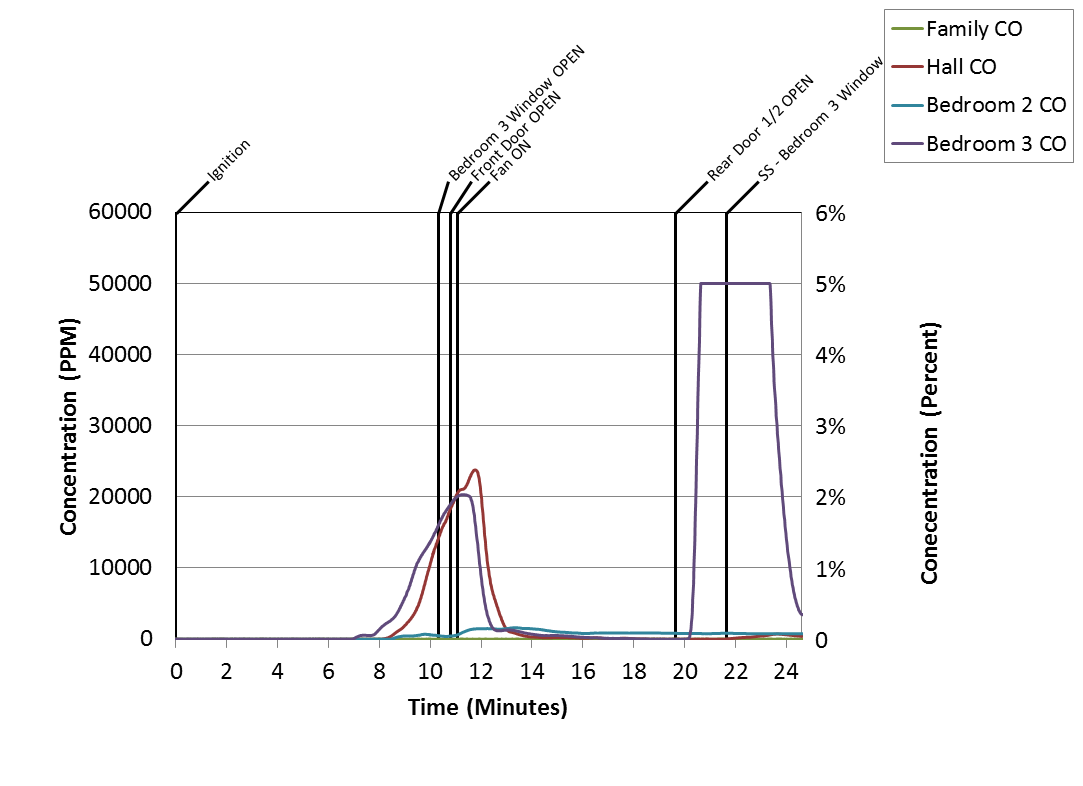 Family CO
Hall CO
Bedroom 2 CO
Bedroom 3 CO
Ignition
Bedroom 3 Window OPEN
Front Door OPEN
Fan ON
Rear Door 1/2 OPEN
SS - Bedroom 3 Window
60000
50000
40000
30000
20000
10000
0
6%
5%
4%
3%
2%
1%
0
Concentration (PPM)
Conecentration (Percent)
0 2 4 6 8 10 12 14 16 18 20 22 24
Time (Minutes)